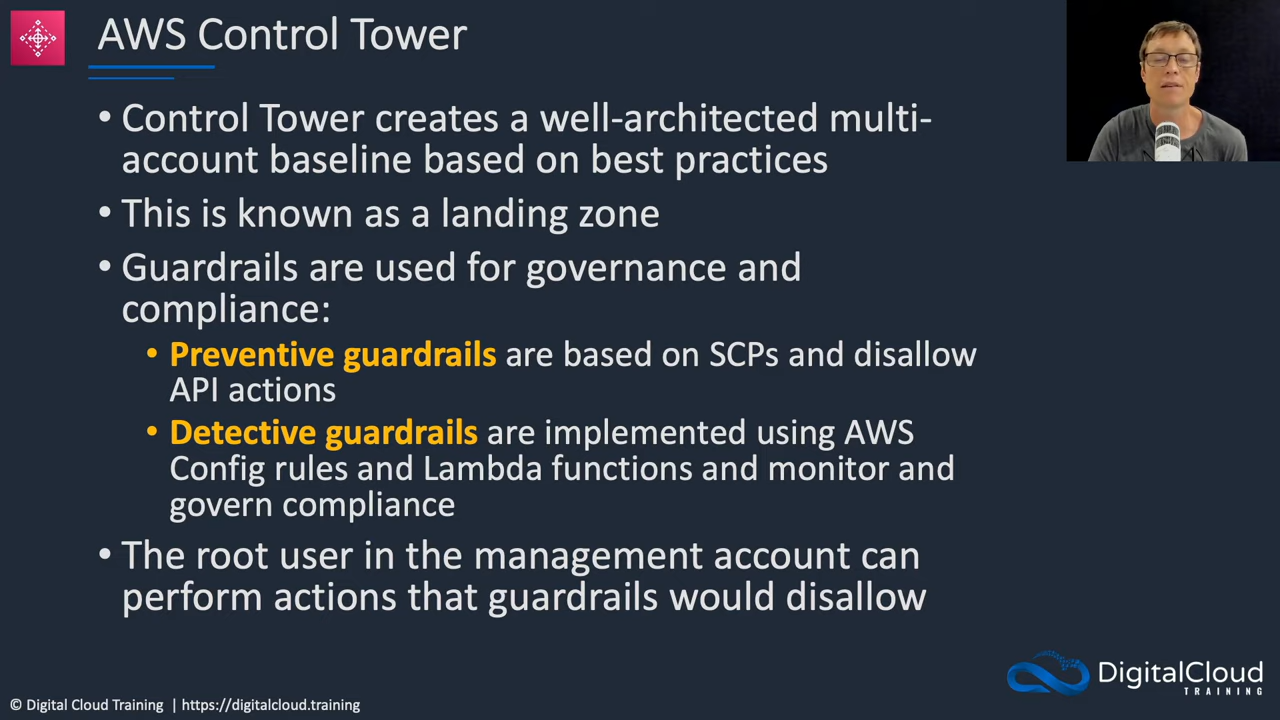 AWS Control Tower
• Control Tower creates a well-architected multi-
account baseline based on best practices
• This is known as a landing zone
• Guardrails are used for governance and
compliance:
• Preventive guardrails are based on SCPs and disallow
API actions
• Detective guardrails are implemented using AWS
Config rules and Lambda functions and monitor and
govern compliance
• The root user in the management account can
perform actions that guardrails would disallow
DigitalCloud
TRAINING
© Digital Cloud Training | https://digitalcloud.training